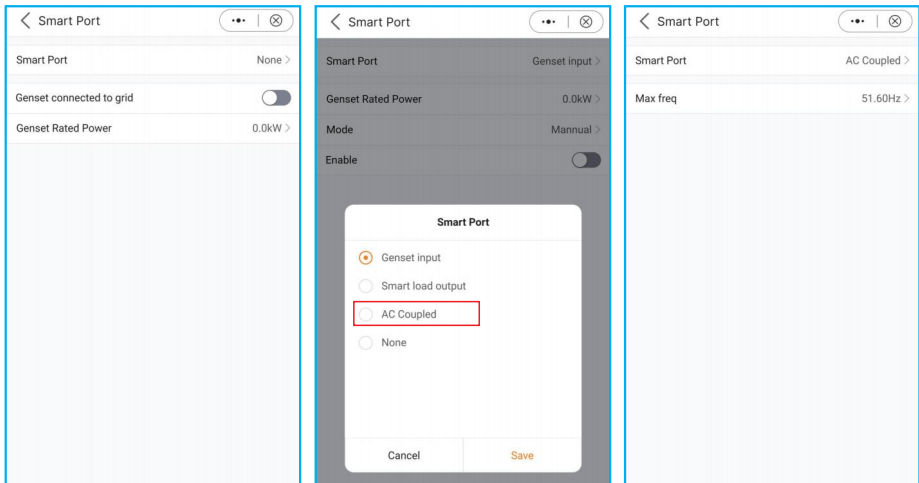 Smart Port
Smart Port None >
Genset connected to grid
Genset Rated Power 0.0kW >
Smart Port
Smart Port Genset input >
Genset Rated Power 0.0kW >
Mode Mannual >
Enable
Smart Port
Genset input
Smart load output
AC Coupled
None
Cancel Save
Smart Port
Smart Port AC Coupled >
Max freq 51.60Hz >